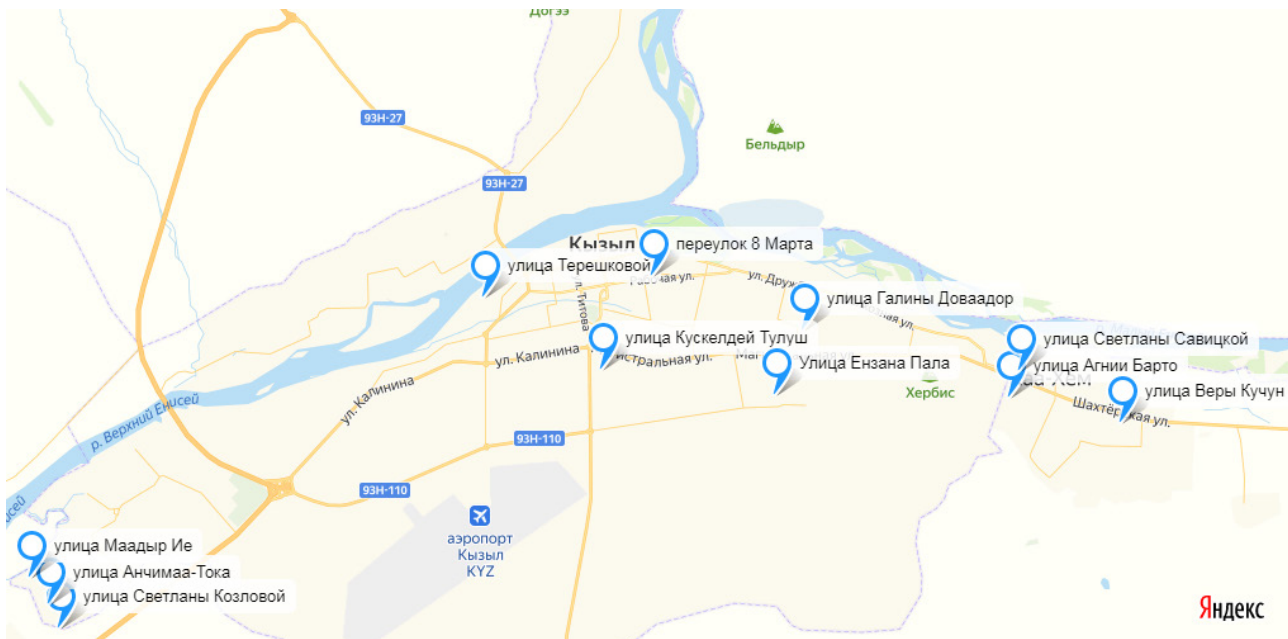 Догээ
93Н-27
Бельдыр
93Н-27
Кызыл
переулок 8 Марта
улица Терешковой
Рабочая ул.
ул. Дружбы
улица Галины Доваадор
ул. Титова
улица Кускелдей Тулуш
улица Светланы Савицкой
ул. Калинина
Улица Ензана Пала
улица Агнии Барто
ул. Калинина
Хербис
улица Веры Кучун
Шахтёрская ул.
р. Верхний Енисей
93Н-110
93Н-110
аэропорт
Кызыл
KYZ
улица Маадыр Ие
улица Анчимаа-Тока
улица Светланы Козловой
Яндекс